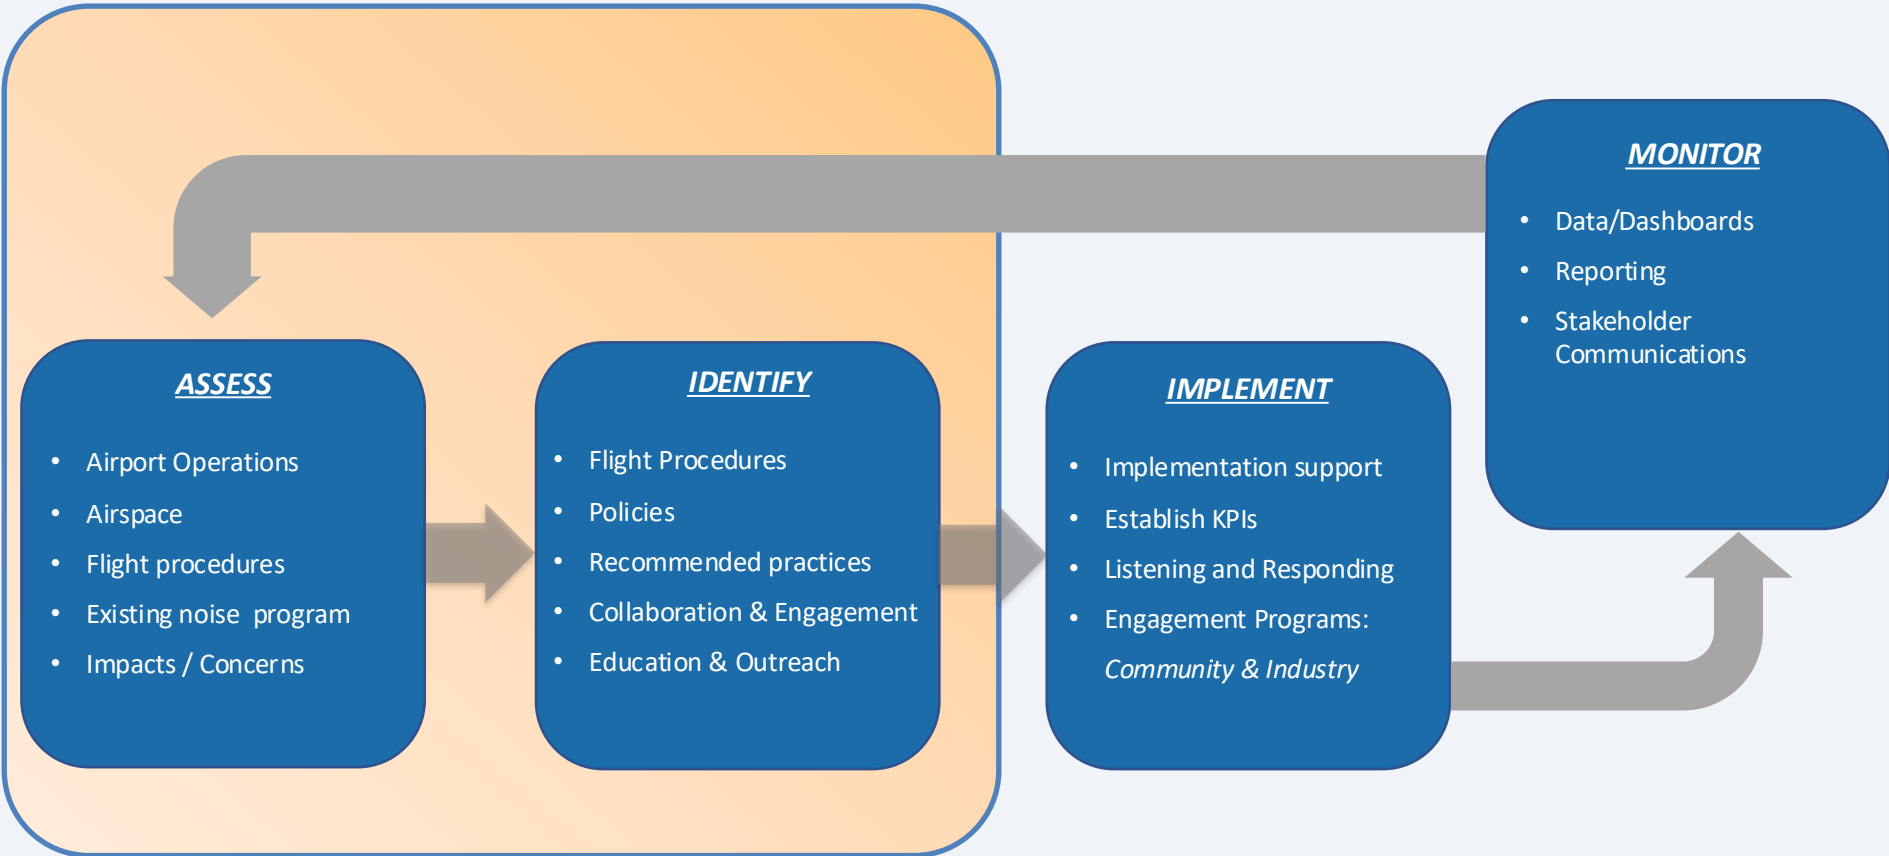 ASSESS
• Airport Operations
• Airspace
• Flight procedures
• Existing noise program
• Impacts / Concerns
IDENTIFY
• Flight Procedures
• Policies
• Recommended practices
• Collaboration & Engagement
• Education & Outreach
IMPLEMENT
• Implementation support
• Establish KPIs
• Listening and Responding
• Engagement Programs:
Community & Industry
MONITOR
• Data/Dashboards
• Reporting
• Stakeholder
Communications